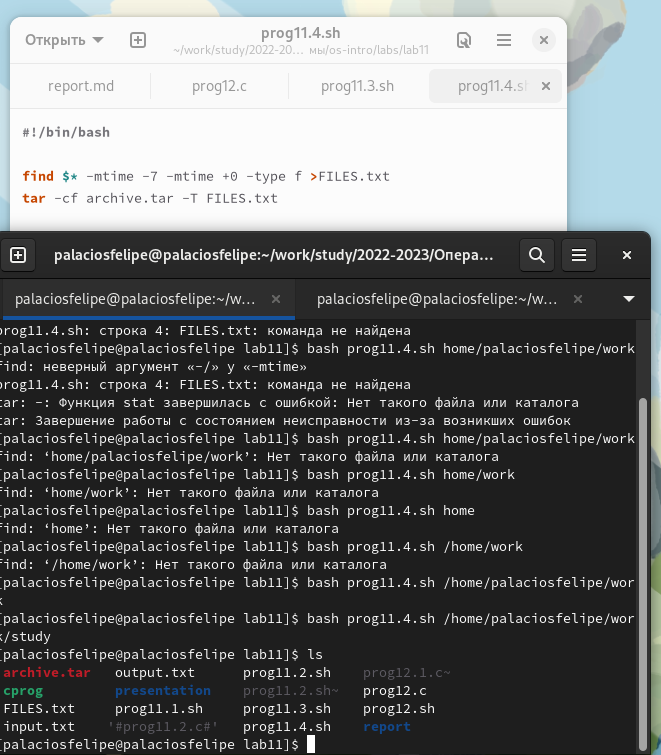 Открыть
prog11.4.sh
~/work/study/2022-20… мы/os-intro/labs/lab11
report.md
prog12.c
prog11.3.sh
prog11.4.sh
#!/bin/bash
find $* -mtime -7 -mtime +0 -type f >FILES.txt
tar -cf archive.tar -T FILES.txt
palaciosfelipe@palaciosfelipe:~/work/study/2022-2023/Опера…
palaciosfelipe@palaciosfelipe:~/w…
palaciosfelipe@palaciosfelipe:~/w…
prog11.4.sh: строка 4: FILES.txt: команда не найдена
[palaciosfelipe@palaciosfelipe lab11]$ bash prog11.4.sh home/palaciosfelipe/work
find: неверный аргумент «-/» у «-mtime»
prog11.4.sh: строка 4: FILES.txt: команда не найдена
tar: -: Функция stat завершилась с ошибкой: Нет такого файла или каталога
tar: Завершение работы с состоянием неисправности из-за возникших ошибок
[palaciosfelipe@palaciosfelipe lab11]$ bash prog11.4.sh home/palaciosfelipe/work
find: ‘home/palaciosfelipe/work’: Нет такого файла или каталога
[palaciosfelipe@palaciosfelipe lab11]$ bash prog11.4.sh home/work
find: ‘home/work’: Нет такого файла или каталога
[palaciosfelipe@palaciosfelipe lab11]$ bash prog11.4.sh home
find: ‘home’: Нет такого файла или каталога
[palaciosfelipe@palaciosfelipe lab11]$ bash prog11.4.sh /home/work
find: ‘/home/work’: Нет такого файла или каталога
[palaciosfelipe@palaciosfelipe lab11]$ bash prog11.4.sh /home/palaciosfelipe/wor
k
[palaciosfelipe@palaciosfelipe lab11]$ bash prog11.4.sh /home/palaciosfelipe/wor
k/study
[palaciosfelipe@palaciosfelipe lab11]$ ls
archive.tar output.txt prog11.2.sh prog12.1.c~
cprog presentation prog11.2.sh~ prog12.c
FILES.txt prog11.1.sh prog11.3.sh prog12.sh
input.txt '#prog11.2.c#' prog11.4.sh report
[palaciosfelipe@palaciosfelipe lab11]$